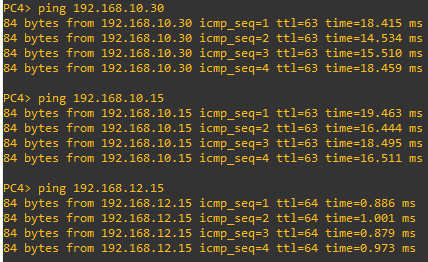 PC4> ping 192.168.10.30
84 bytes from 192.168.10.30 icmp_seq=1 ttl=63 time=18.415 ms
84 bytes from 192.168.10.30 icmp_seq=2 ttl=63 time=14.534 ms
84 bytes from 192.168.10.30 icmp_seq=3 ttl=63 time=15.510 ms
84 bytes from 192.168.10.30 icmp_seq=4 ttl=63 time=18.459 ms
PC4> ping 192.168.10.15
84 bytes from 192.168.10.15 icmp_seq=1 ttl=63 time=19.463 ms
84 bytes from 192.168.10.15 icmp_seq=2 ttl=63 time=16.444 ms
84 bytes from 192.168.10.15 icmp_seq=3 ttl=63 time=18.495 ms
84 bytes from 192.168.10.15 icmp_seq=4 ttl=63 time=16.511 ms
PC4> ping 192.168.12.15
84 bytes from 192.168.12.15 icmp_seq=1 ttl=64 time=0.886 ms
84 bytes from 192.168.12.15 icmp_seq=2 ttl=64 time=1.001 ms
84 bytes from 192.168.12.15 icmp_seq=3 ttl=64 time=0.879 ms
84 bytes from 192.168.12.15 icmp_seq=4 ttl=64 time=0.973 ms